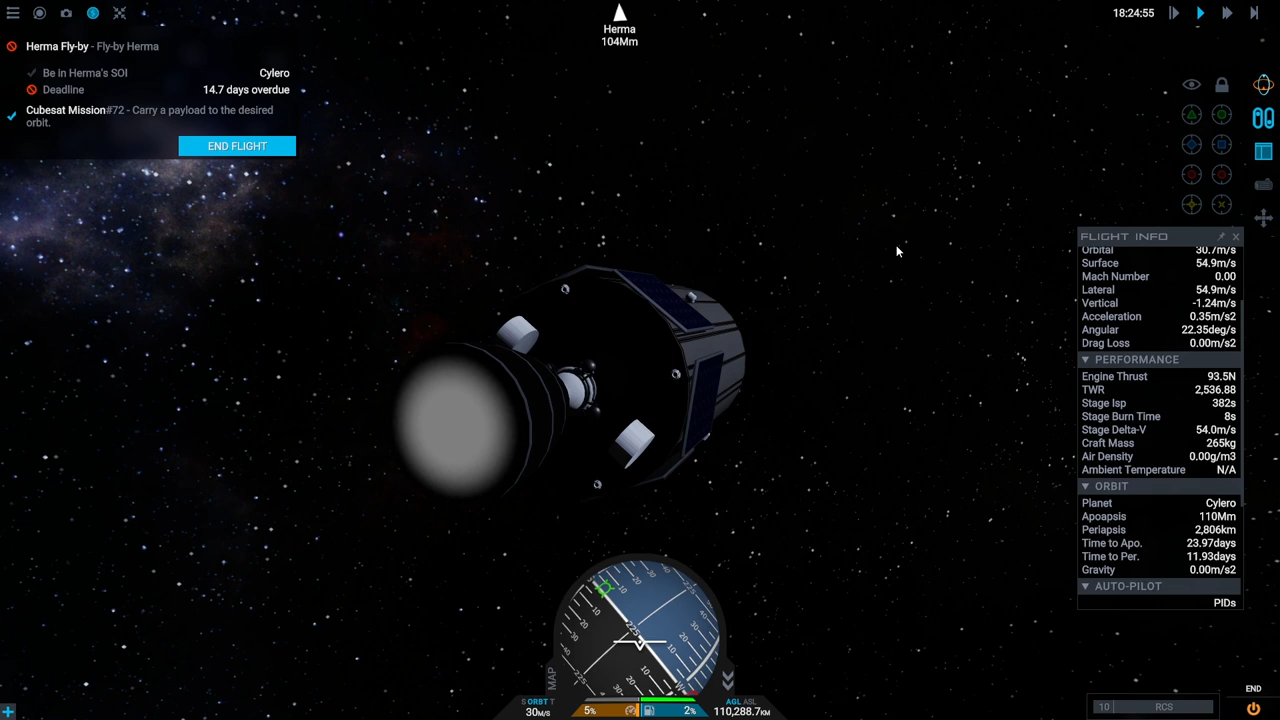 Herma
104Mm
18:24:55
Herma Fly-by - Fly-by Herma
Be in Herma's SOI Cylero
Deadline 14.7 days overdue
Cubesat Mission#72 - Carry a payload to the desired
orbit.
END FLIGHT
FLIGHT INFO
Orbital 30.7m/s
Surface 54.9m/s
Mach Number 0.00
Lateral 54.9m/s
Vertical -1.24m/s
Acceleration 0.35m/s2
Angular 22.35deg/s
Drag Loss 0.00m/s2
PERFORMANCE
Engine Thrust 93.5N
TWR 2,536.88
Stage Isp 382s
Stage Burn Time 8s
Stage Delta-V 54.0m/s
Craft Mass 265kg
Air Density 0.00g/m3
Ambient Temperature N/A
ORBIT
Planet Cylero
Apoapsis 110Mm
Periapsis 2,806km
Time to Apo. 23.97days
Time to Per. 11.93days
Gravity 0.00m/s2
AUTO-PILOT
PIDs
MAP
S ORBT T
30M/S
5%
2%
AGL ASL
110,288.7KM
10 RCS
END